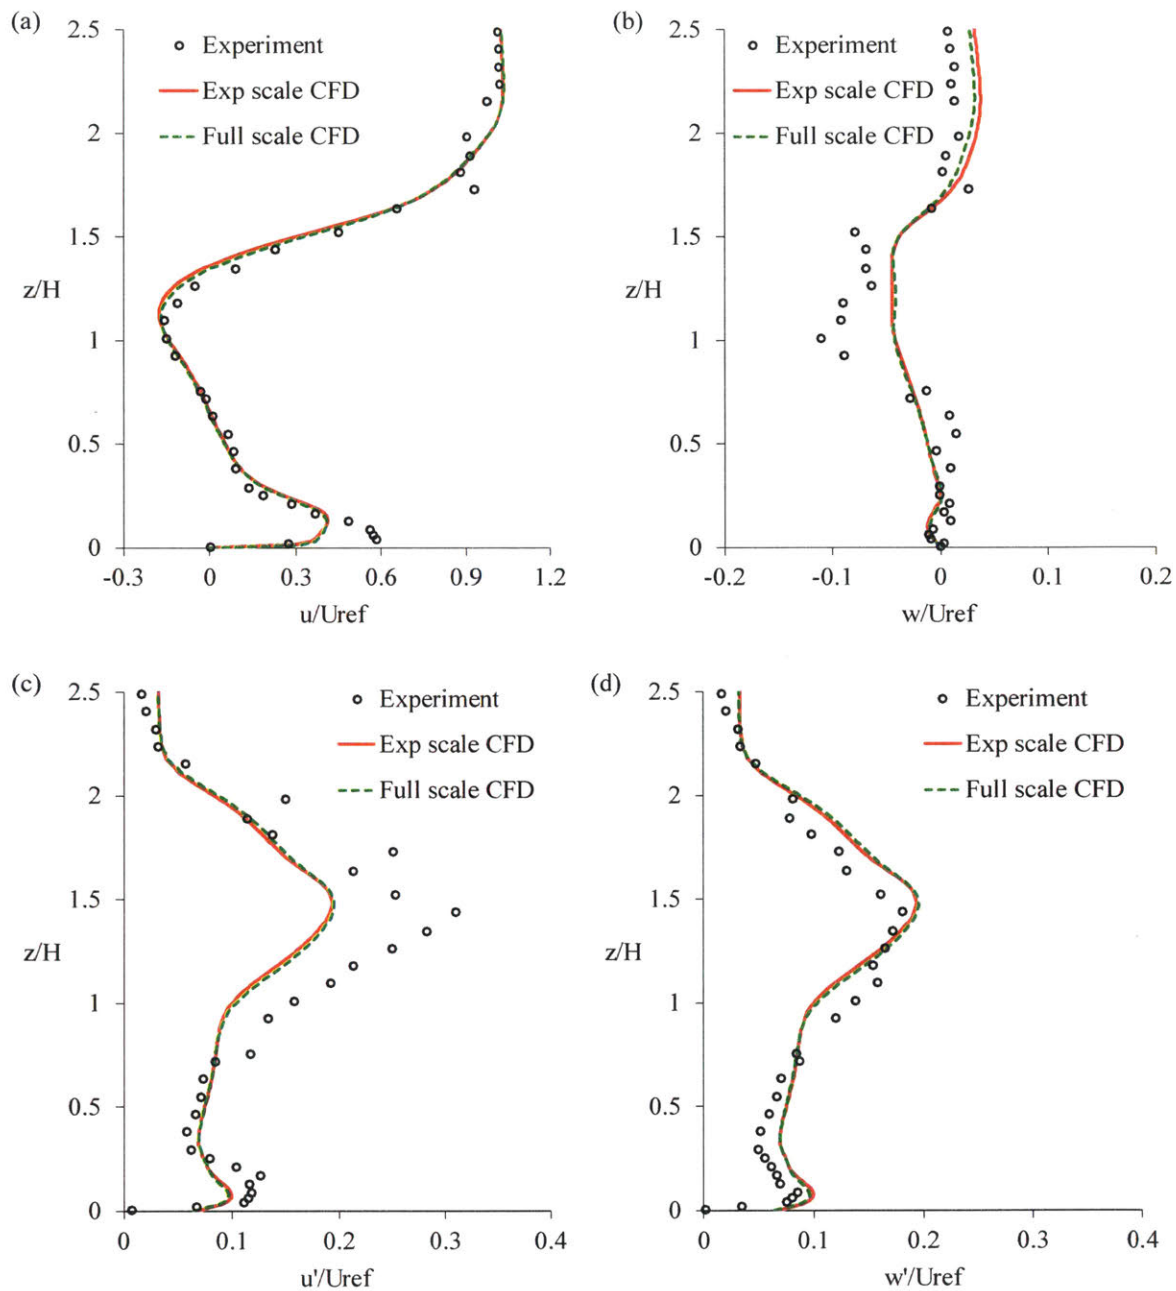 (a)
2.5
2
1.5
z/H
1
0.5
0
-0.3 0 0.3 0.6 0.9 1.2
u/Uref
Experiment
Exp scale CFD
Full scale CFD
(b)
2.5
2
1.5
z/H
1
0.5
0
-0.2 -0.1 0 0.1 0.2
w/Uref
Experiment
Exp scale CFD
Full scale CFD
(c)
2.5
2
1.5
z/H
1
0.5
0
0 0.1 0.2 0.3 0.4
u'/Uref
Experiment
Exp scale CFD
Full scale CFD
(d)
2.5
2
1.5
z/H
1
0.5
0
0 0.1 0.2 0.3 0.4
w'/Uref
Experiment
Exp scale CFD
Full scale CFD